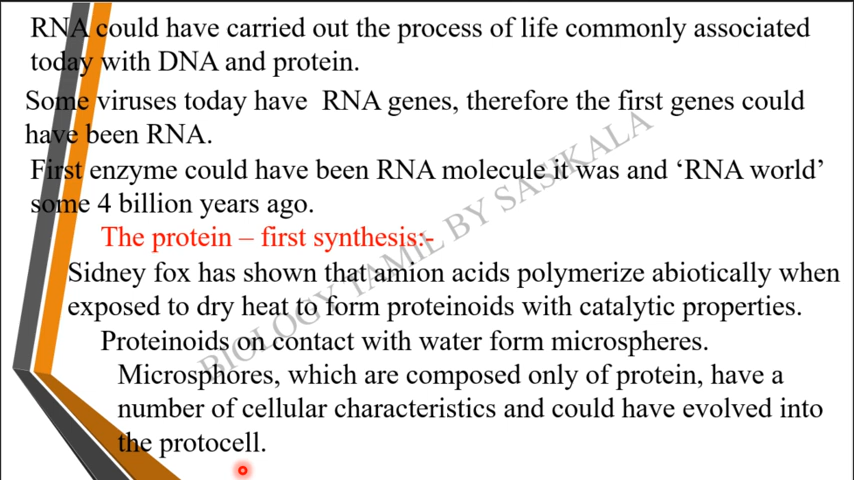 RNA could have carried out the process of life commonly associated
today with DNA and protein.
Some viruses today have RNA genes, therefore the first genes could
have been RNA.
First enzyme could have been RNA molecule it was and ‘RNA world’
some 4 billion years ago.
The protein – first synthesis:-
Sidney fox has shown that amion acids polymerize abiotically when
exposed to dry heat to form proteinoids with catalytic properties.
Proteinoids on contact with water form microspheres.
Microsphores, which are composed only of protein, have a
number of cellular characteristics and could have evolved into
the protocell.
BIOLOGY TAMIL BY SASIKALA